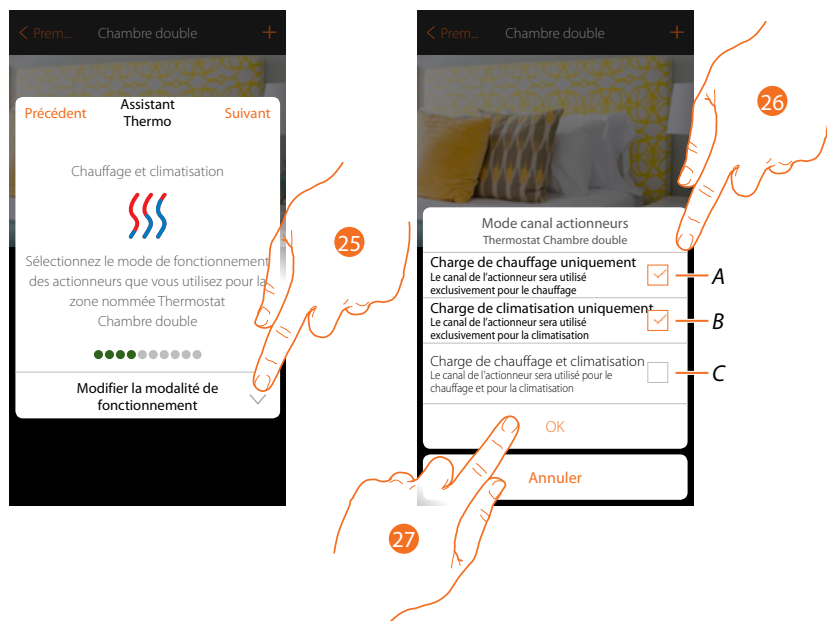 Prem...
Chambre double
+
Précédent
Assistant
Thermo
Suivant
Chauffage et climatisation
Sélectionnez le mode de fonctionnement
des actionneurs que vous utilisez pour la
zone nommée Thermostat
Chambre double
Modifier la modalité de
fonctionnement
25
Prem...
Chambre double
+
26
Mode canal actionneurs
Thermostat Chambre double
Charge de chauffage uniquement
Le canal de l'actionneur sera utilisé
exclusivement pour le chauffage
A
Charge de climatisation uniquement
Le canal de l'actionneur sera utilisé
exclusivement pour la climatisation
B
Charge de chauffage et climatisation
Le canal de l'actionneur sera utilisé pour le
chauffage et pour la climatisation
C
OK
Annuler
27